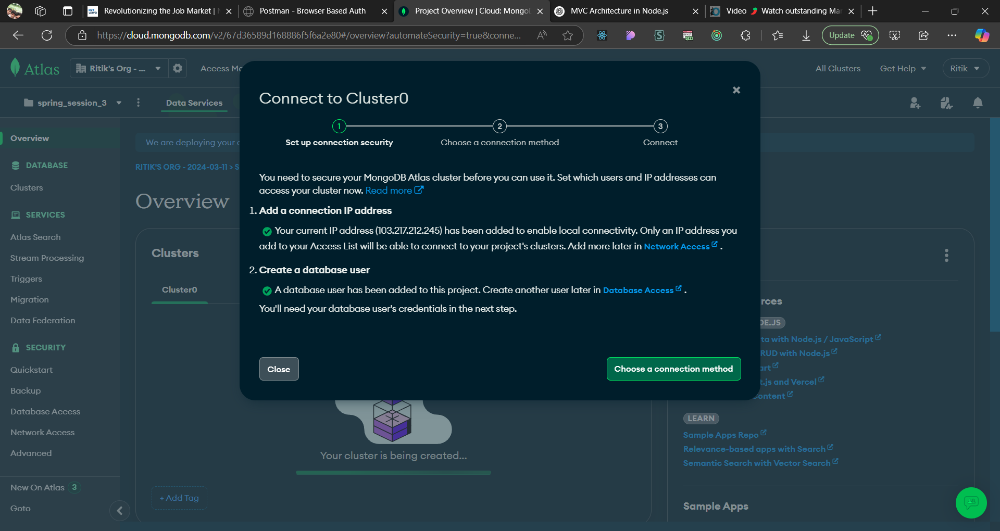 Revolutionizing the Job Market |
Postman - Browser Based Auth
Project Overview | Cloud: Mongo
MVC Architecture in Node.js
Video 🌶️ Watch outstanding Mar
https://cloud.mongodb.com/v2/67d36589d168886f5f6a2e80#/overview?automateSecurity=true&conne...
Update
Atlas
Ritik's Org - ...
All Clusters
Get Help
Ritik
spring_session_3
Data Services
Overview
DATABASE
Clusters
SERVICES
Atlas Search
Stream Processing
Triggers
Migration
Data Federation
SECURITY
Quickstart
Backup
Database Access
Network Access
Advanced
New On Atlas 3
Goto
We are deploying your
RITIK'S ORG - 2024-03-11 > S
Overview
Clusters
Cluster0
Connect to Cluster0
1
2
3
Set up connection security
Choose a connection method
Connect
You need to secure your MongoDB Atlas cluster before you can use it. Set which users and IP addresses can
access your cluster now. Read more
1. Add a connection IP address
Your current IP address (103.217.212.245) has been added to enable local connectivity. Only an IP address you
add to your Access List will be able to connect to your project's clusters. Add more later in Network Access .
2. Create a database user
A database user has been added to this project. Create another user later in Database Access .
You'll need your database user's credentials in the next step.
Close
Choose a connection method
Your cluster is being created...
+ Add Tag
with Node.js / JavaScript
with Node.js
and Vercel
LEARN
Sample Apps Repo
Relevance-based apps with Search
Semantic Search with Vector Search
Sample Apps